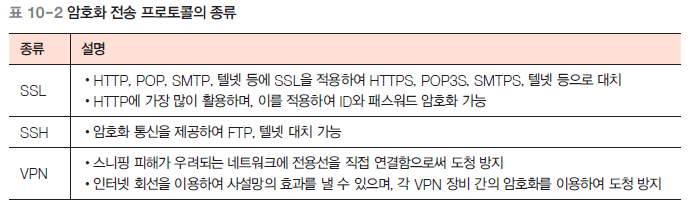 표 10-2 암호화 전송 프로토콜의 종류
종류 설명
SSL
• HTTP, POP, SMTP, 텔넷 등에 SSL을 적용하여 HTTPS, POP3S, SMTPS, 텔넷 등으로 대치
• HTTP에 가장 많이 활용하며, 이를 적용하여 ID와 패스워드 암호화 가능
SSH • 암호화 통신을 제공하여 FTP, 텔넷 대치 가능
VPN
• 스니핑 피해가 우려되는 네트워크에 전용선을 직접 연결함으로써 도청 방지
• 인터넷 회선을 이용하여 사설망의 효과를 낼 수 있으며, 각 VPN 장비 간의 암호화를 이용하여 도청 방지